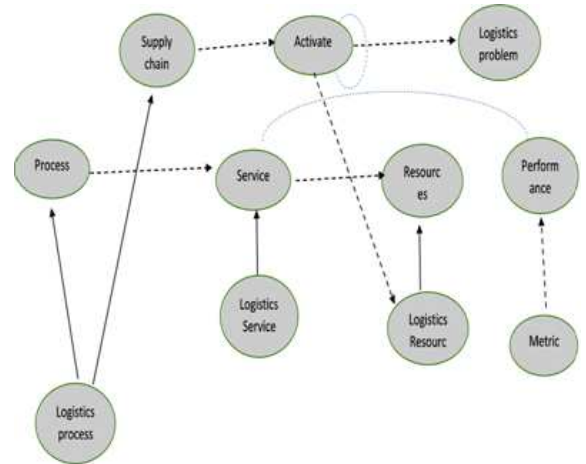 Supply
chain
Activate
Logistics
problem
Process
Service
Resourc
es
Perform
ance
Logistics
Service
Logistics
Resourc
Metric
Logistics
process